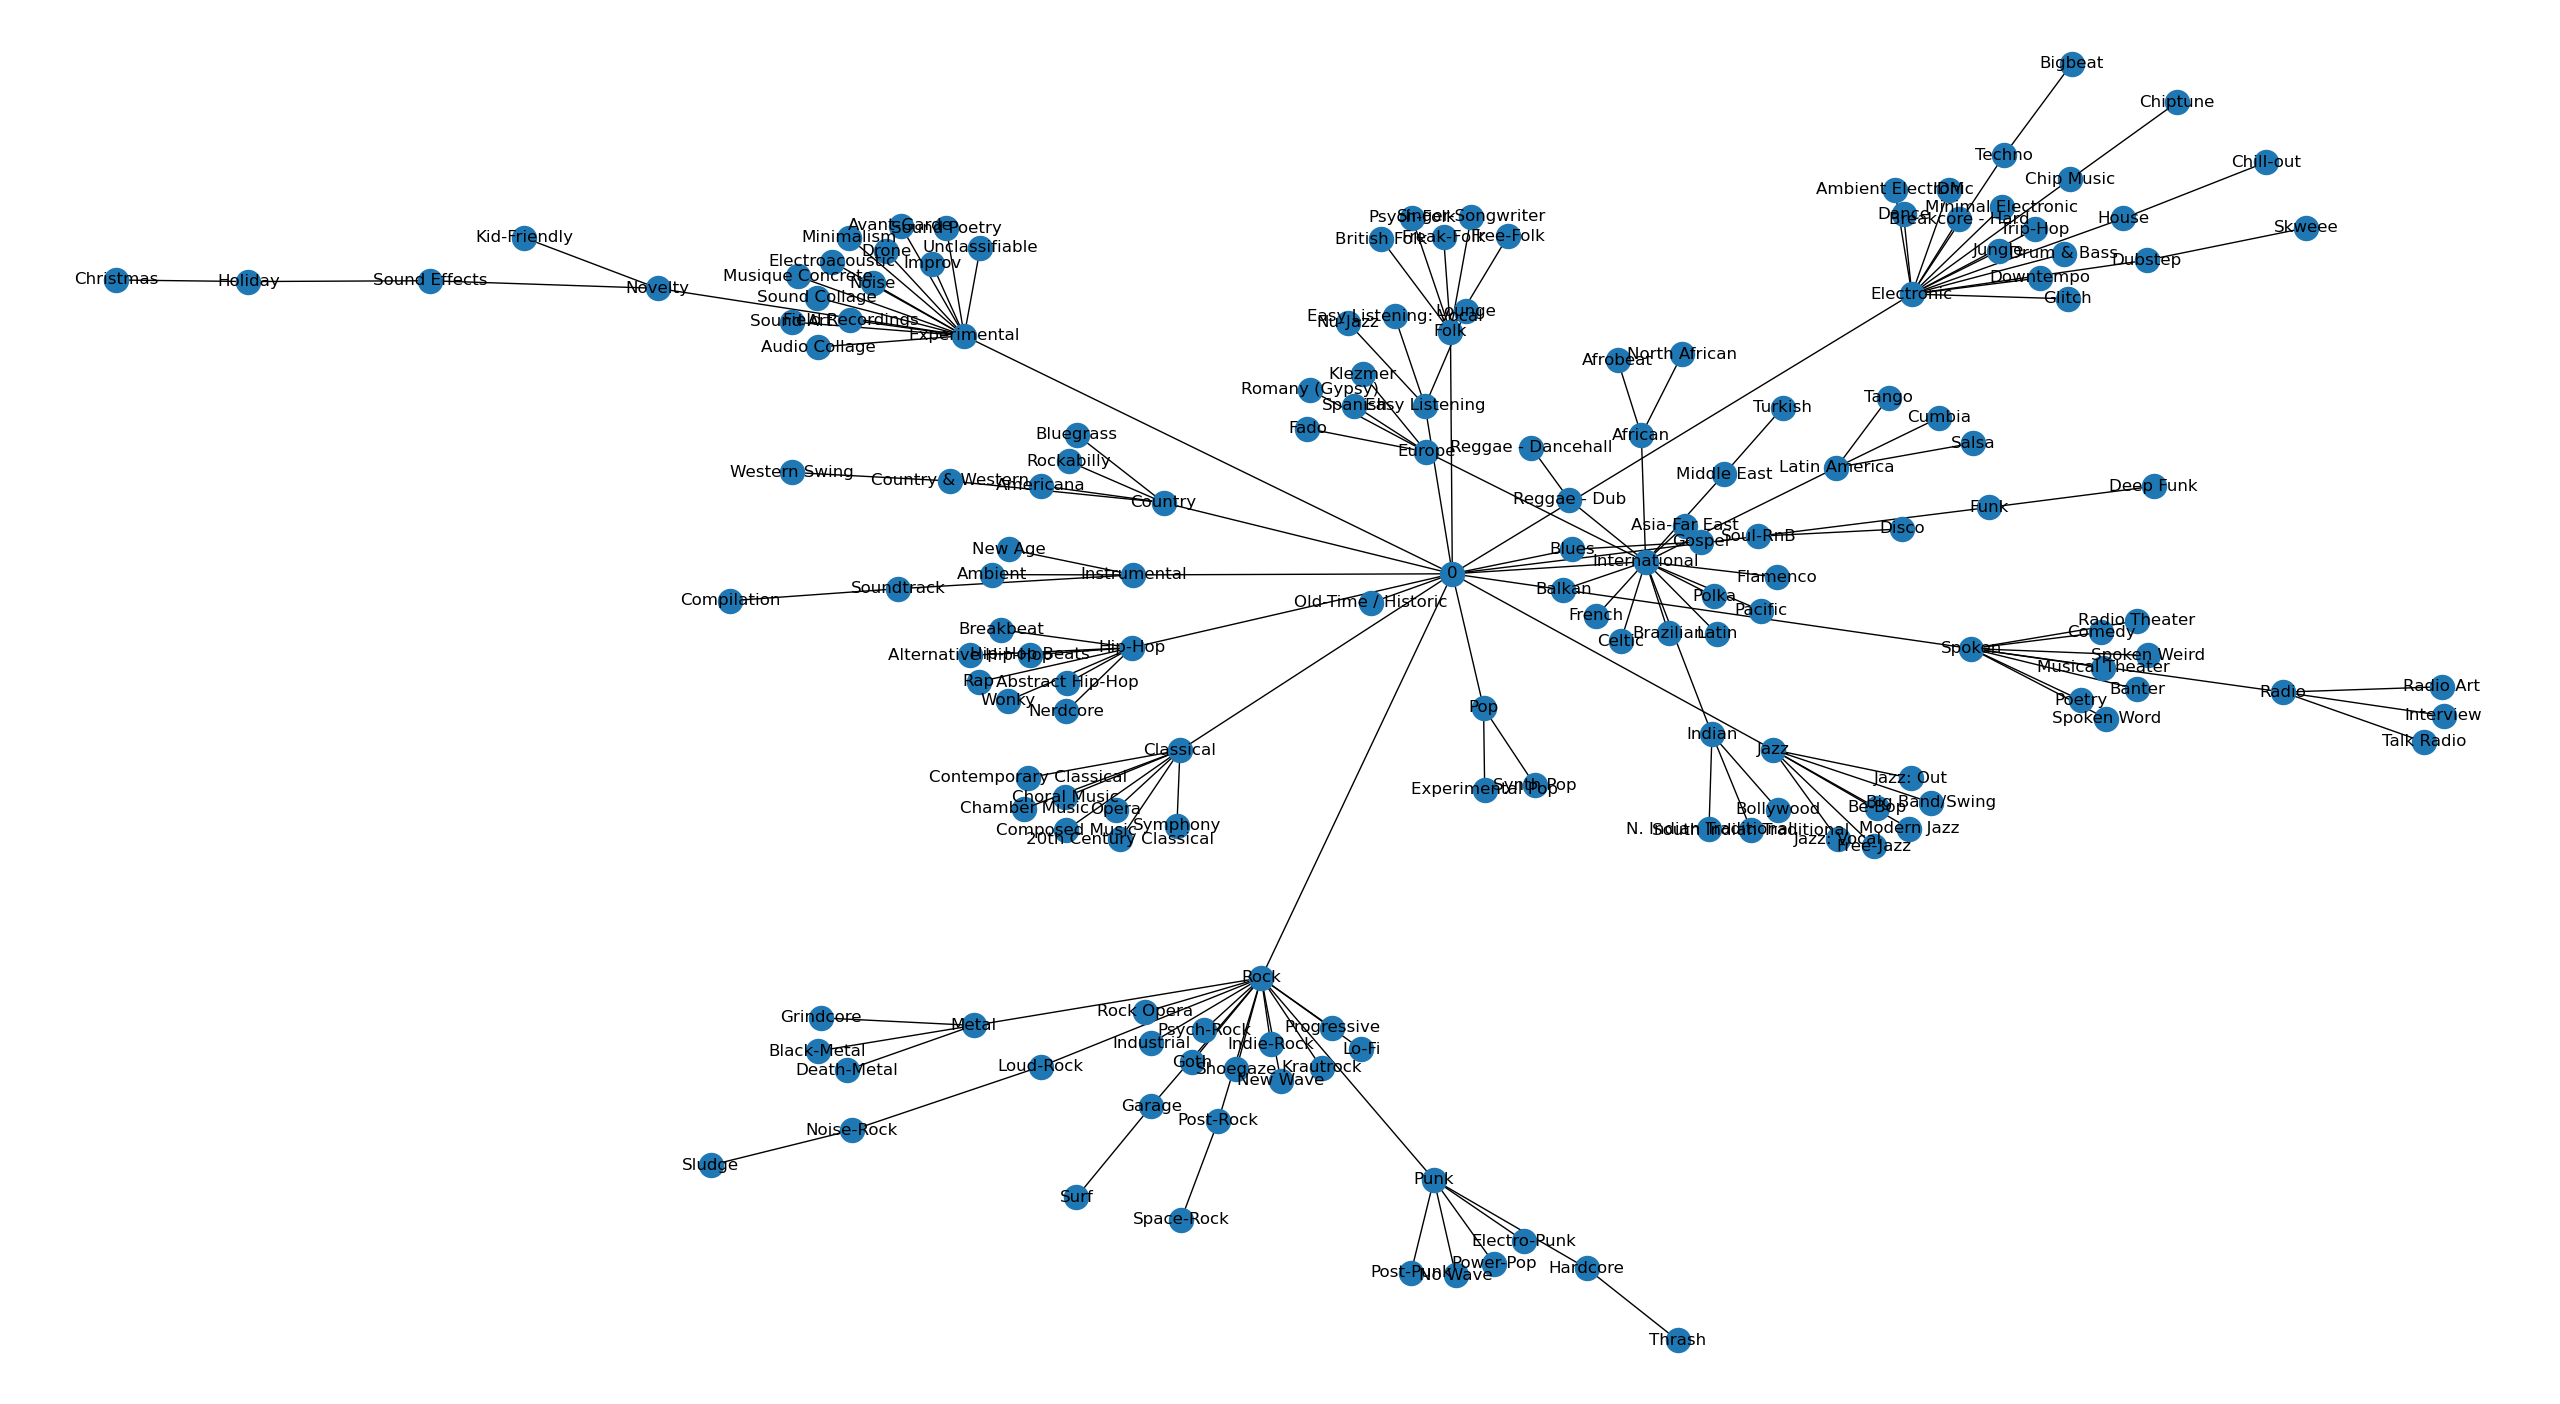 Bigbeat
Chiptune
Techno
Chill-out
Chip Music
Ambient Electronic
IDM
Minimal Electronic
Dance
Breakcore - Hard
House
Skweee
Trip-Hop
Jungle
Drum & Bass
Dubstep
Downtempo
Glitch
Electronic
Kid-Friendly
Christmas
Holiday
Sound Effects
Novelty
Avant-Garde
Sound Poetry
Minimalism
Unclassifiable
Drone
Electroacoustic
Improv
Musique Concrete
Noise
Sound Collage
Sound Art
Field Recordings
Experimental
Audio Collage
Psych-Folk
Singer-Songwriter
British Folk
Freak-Folk
Free-Folk
Lounge
Easy Listening: Vocal
Nu-Jazz
Folk
Klezmer
Romany (Gypsy)
Spanish
Easy Listening
Fado
Europe
Reggae - Dancehall
Afrobeat
North African
African
Turkish
Tango
Cumbia
Salsa
Middle East
Latin America
Deep Funk
Funk
Disco
Reggae - Dub
Asia-Far East
Gospel
Soul-RnB
Blues
International
Flamenco
Balkan
Polka
Pacific
French
Celtic
Brazilian
Latin
0
Old-Time / Historic
Bluegrass
Rockabilly
Western Swing
Country & Western
Americana
Country
New Age
Ambient
Instrumental
Soundtrack
Compilation
Breakbeat
Hip-Hop
Alternative Hip-Hop
Hip-Hop Beats
Rap
Abstract Hip-Hop
Wonky
Nerdcore
Radio Theater
Comedy
Spoken
Spoken Weird
Musical Theater
Banter
Poetry
Spoken Word
Radio
Radio Art
Interview
Talk Radio
Pop
Experimental Pop
Synth Pop
Indian
N. Indian Traditional
South Indian Traditional
Bollywood
Jazz
Jazz: Out
Be-Bop
Big Band/Swing
Modern Jazz
Jazz: Vocal
Free-Jazz
Classical
Contemporary Classical
Choral Music
Chamber Music
Opera
Composed Music
Symphony
20th Century Classical
Rock
Grindcore
Metal
Black-Metal
Death-Metal
Rock Opera
Psych-Rock
Progressive
Industrial
Indie-Rock
Lo-Fi
Loud-Rock
Goth
Shoegaze
Krautrock
New Wave
Garage
Post-Rock
Noise-Rock
Sludge
Surf
Space-Rock
Punk
Electro-Punk
Power-Pop
Hardcore
Post-Punk
No Wave
Thrash